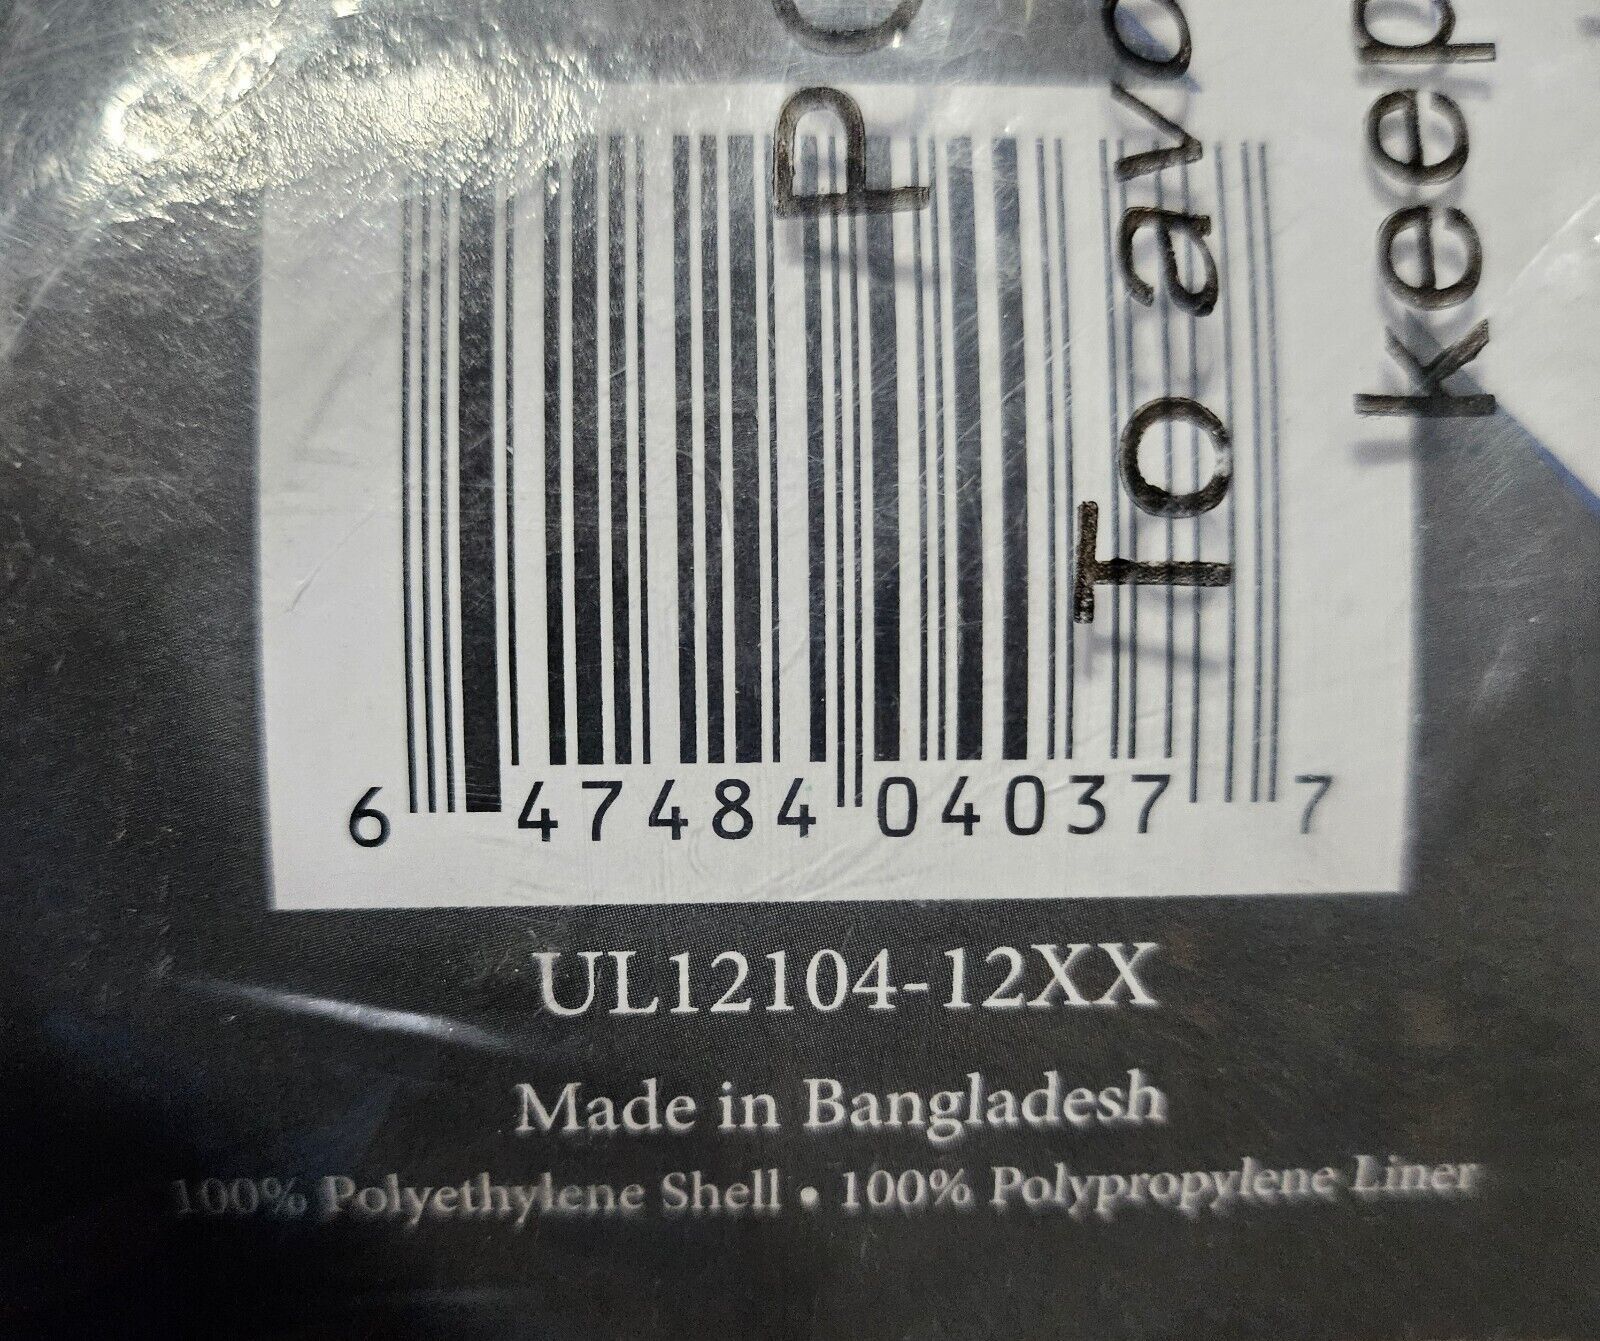 To avo
keep
6 47484 04037 7
UL12104-12XX
Made in Bangladesh
100% Polyethylene Shell • 100% Polypropylene Liner